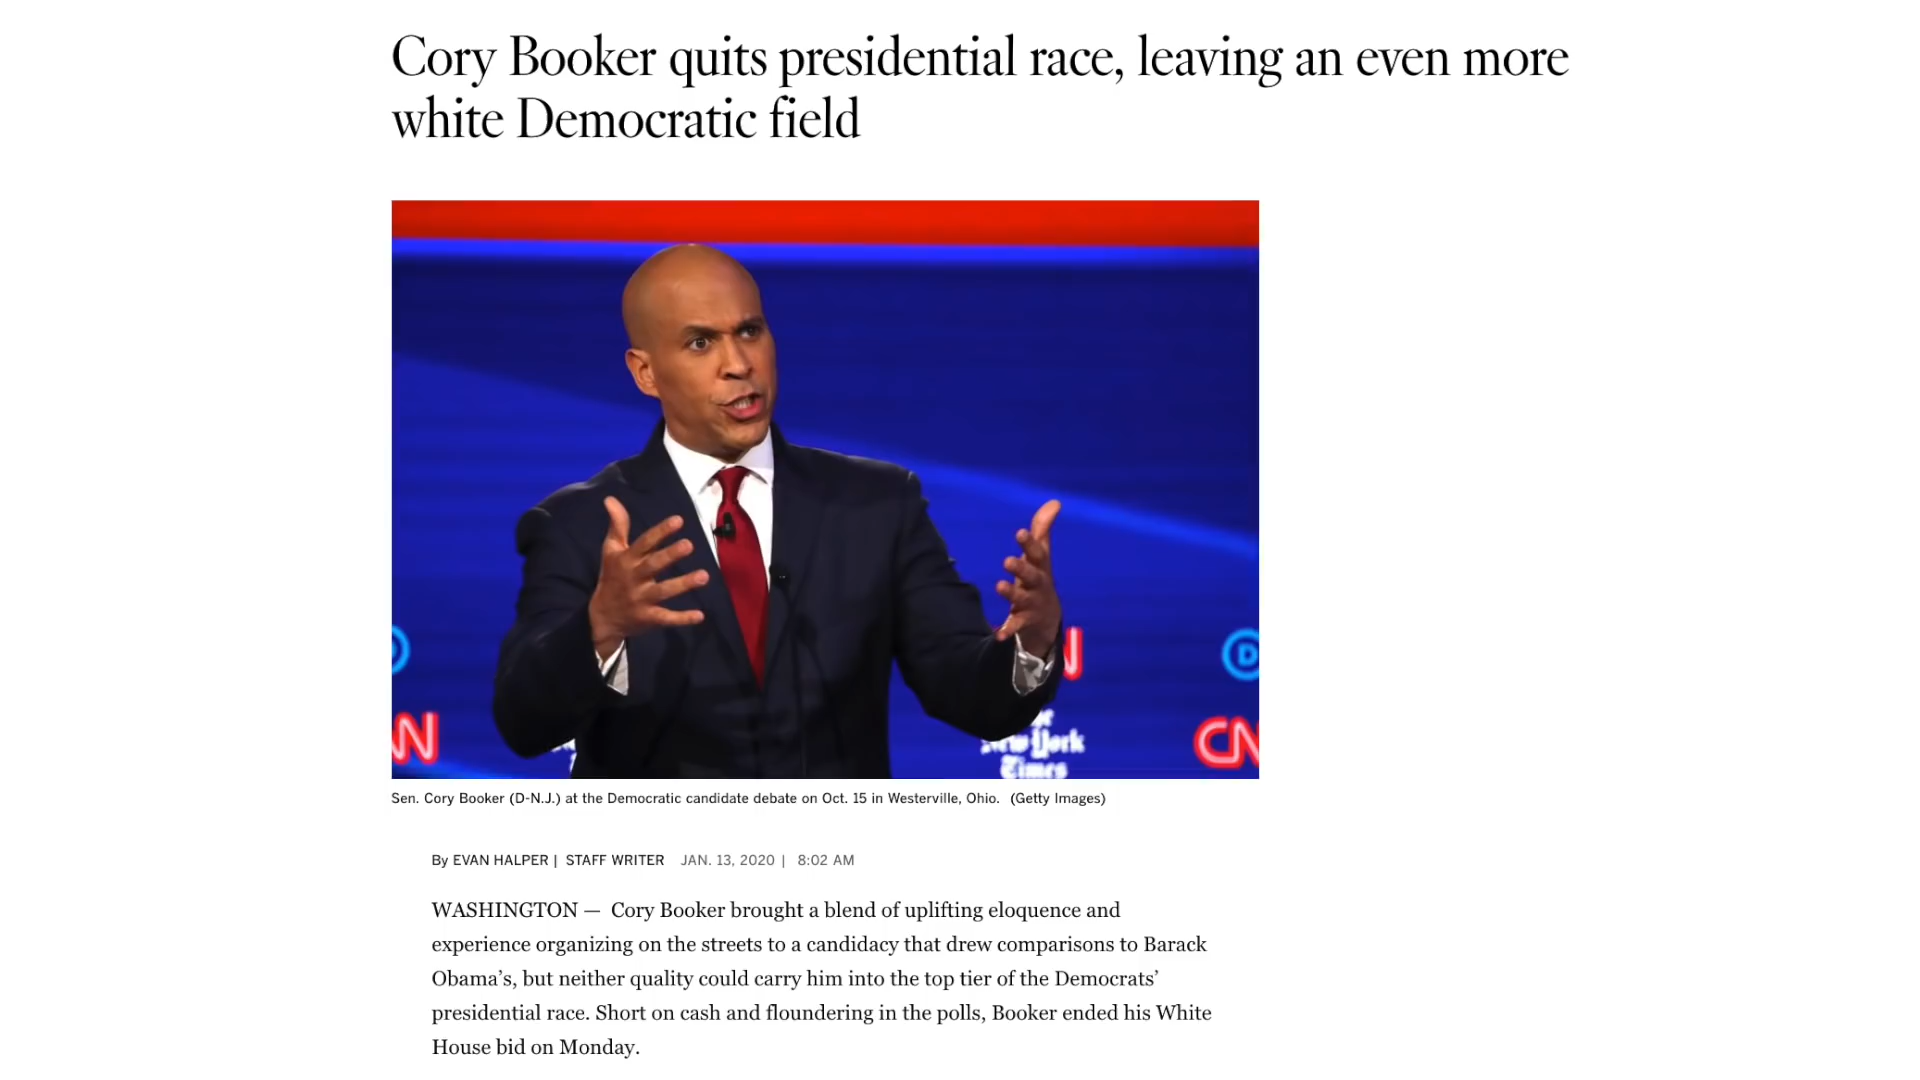 Cory Booker quits presidential race, leaving an even more
white Democratic field
D
N
N
New York
Times
CN
Sen. Cory Booker (D-N.J.) at the Democratic candidate debate on Oct. 15 in Westerville, Ohio. (Getty Images)
By EVAN HALPER | STAFF WRITER JAN. 13, 2020 | 8:02 AM
WASHINGTON — Cory Booker brought a blend of uplifting eloquence and
experience organizing on the streets to a candidacy that drew comparisons to Barack
Obama’s, but neither quality could carry him into the top tier of the Democrats’
presidential race. Short on cash and floundering in the polls, Booker ended his White
House bid on Monday.